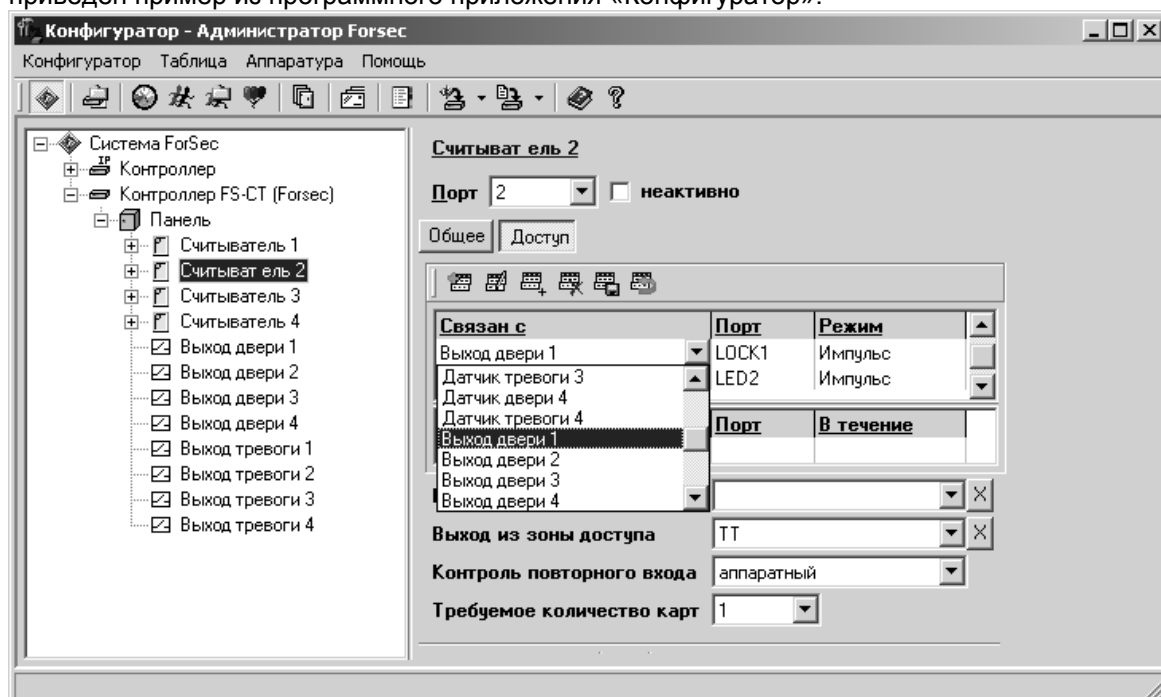 приведен пример из программного приложения «Конфигуратор».
Конфигуратор - Администратор Forsec
Конфигуратор Таблица Аппаратура Помощь
Система ForSec
Контроллер
Контроллер FS-CT (Forsec)
Панель
Считыватель 1
Считыват ель 2
Считыватель 3
Считыватель 4
Выход двери 1
Выход двери 2
Выход двери 3
Выход двери 4
Выход тревоги 1
Выход тревоги 2
Выход тревоги 3
Выход тревоги 4
Считыват ель 2
Порт 2 неактивно
Общее Доступ
Связан с Порт Режим
Выход двери 1 LOCK1 Импульс
LED2 Импульс
Датчик тревоги 3
Датчик двери 4
Датчик тревоги 4
Выход двери 1
Выход двери 2
Выход двери 3
Выход двери 4
Порт В течение
Выход из зоны доступа ТТ
Контроль повторного входа аппаратный
Требуемое количество карт 1